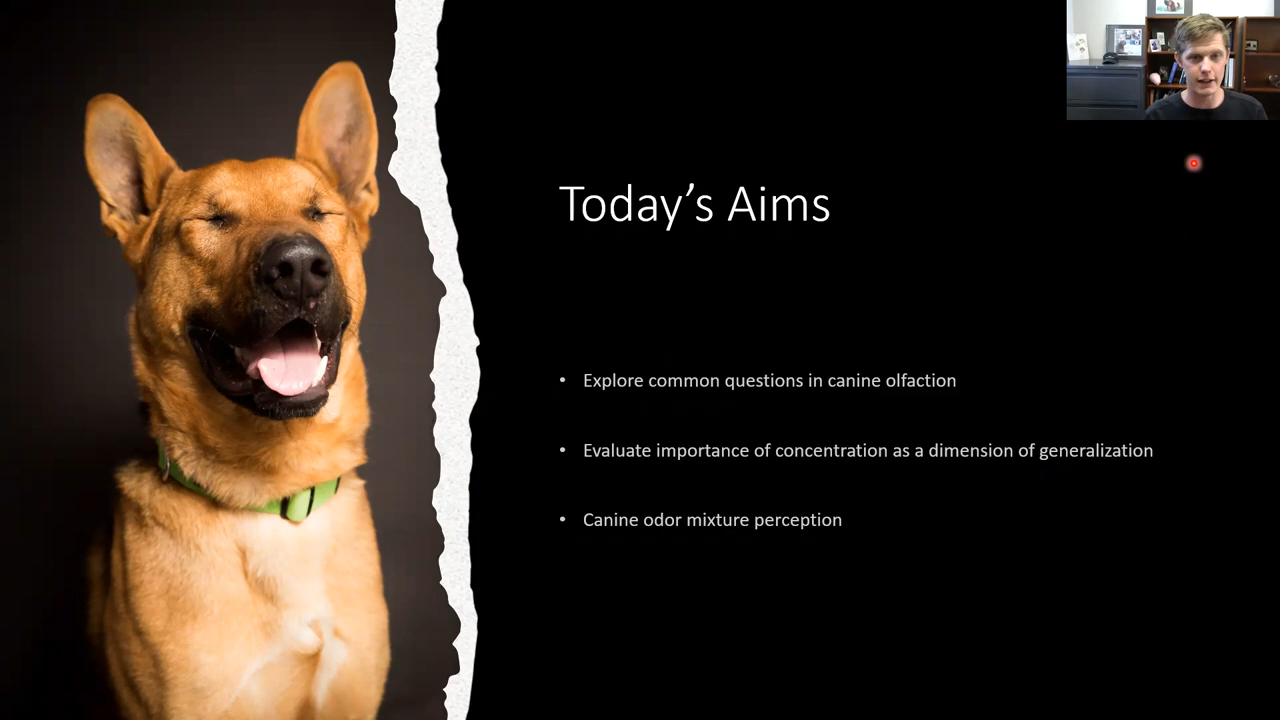 Today’s Aims
• Explore common questions in canine olfaction
• Evaluate importance of concentration as a dimension of generalization
• Canine odor mixture perception